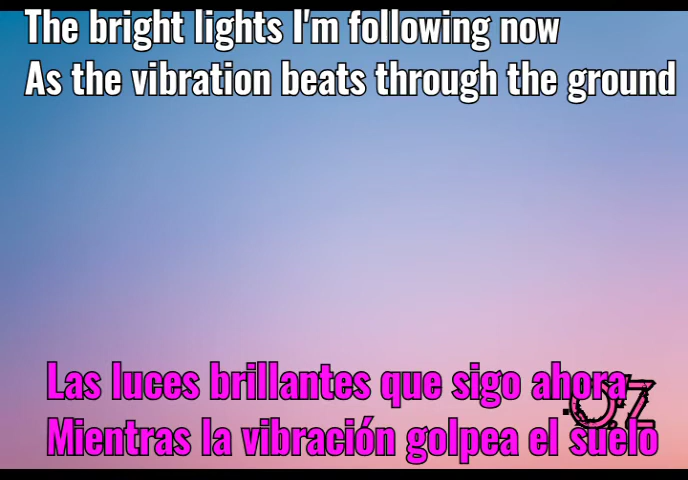 The bright lights I'm following now
As the vibration beats through the ground
Las luces brillantes que sigo ahora
Mientras la vibración golpea el suelo